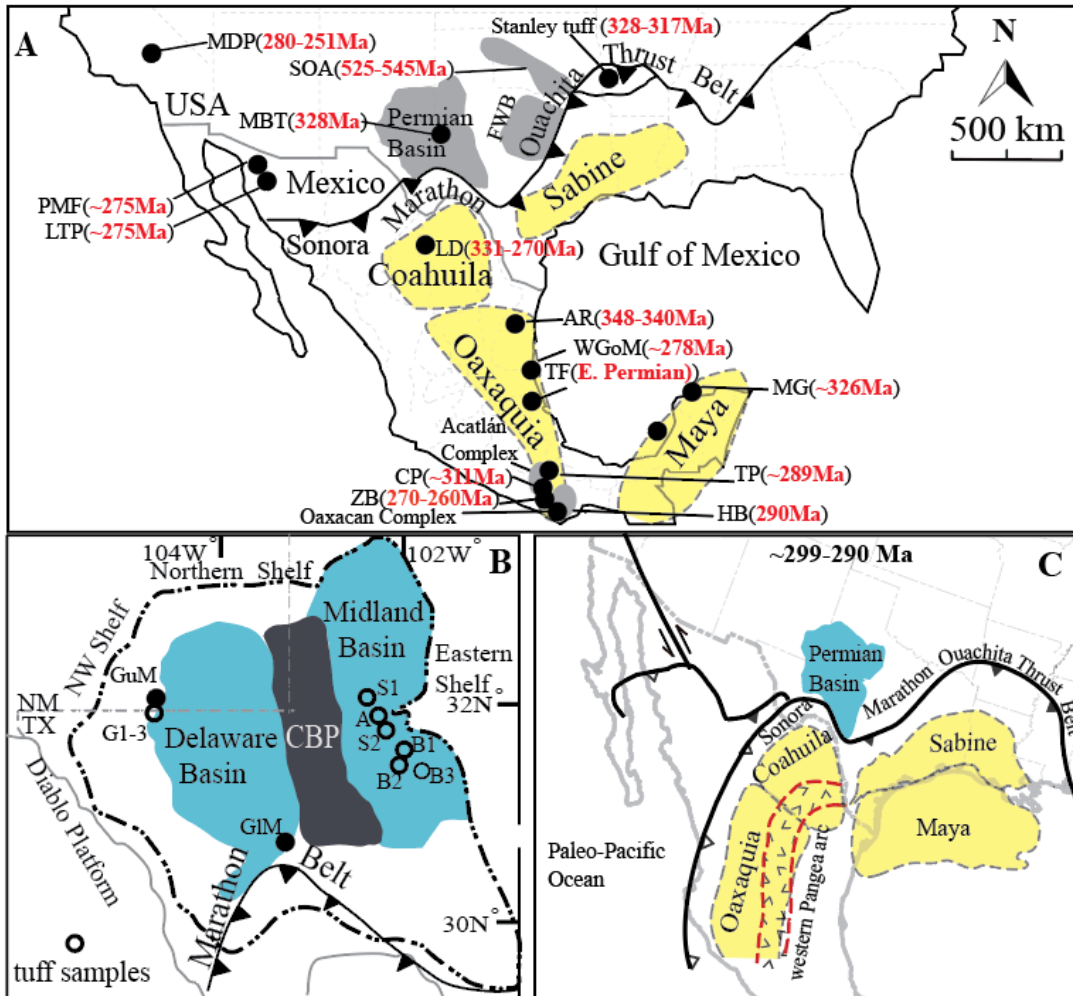 A
MDP(280-251Ma)
Stanley tuff (328-317Ma)
N
SOA(525-545Ma)
Thrust Belt
USA
MBT(328Ma)
Permian
Basin
FWB
Ouachita
500 km
PMF(~275Ma)
Mexico
Marathon
Sabine
LTP(~275Ma)
Sonora
LD(331-270Ma)
Gulf of Mexico
Coahuila
AR(348-340Ma)
Oaxaquia
WGoM(~278Ma)
TF(E. Permian)
MG(~326Ma)
Maya
Acatlán
Complex
CP(~311Ma)
TP(~289Ma)
ZB(270-260Ma)
Oaxacan Complex
HB(290Ma)
B
104W°
102W°
Northern Shelf
NW Shelf
Midland
Basin
Eastern
Shelf
GuM
S1
32°N
NM
TX
A
G1-3
S2
Delaware
Basin
CBP
B1
B2
B3
Diablo Platform
GlM
Marathon Belt
30°N
tuff samples
C
~299-290 Ma
Permian
Basin
Marathon Ouachita Thrust Belt
Sonora
Coahuila
Sabine
Maya
Paleo-Pacific
Ocean
Oaxaquia
western Pangea arc